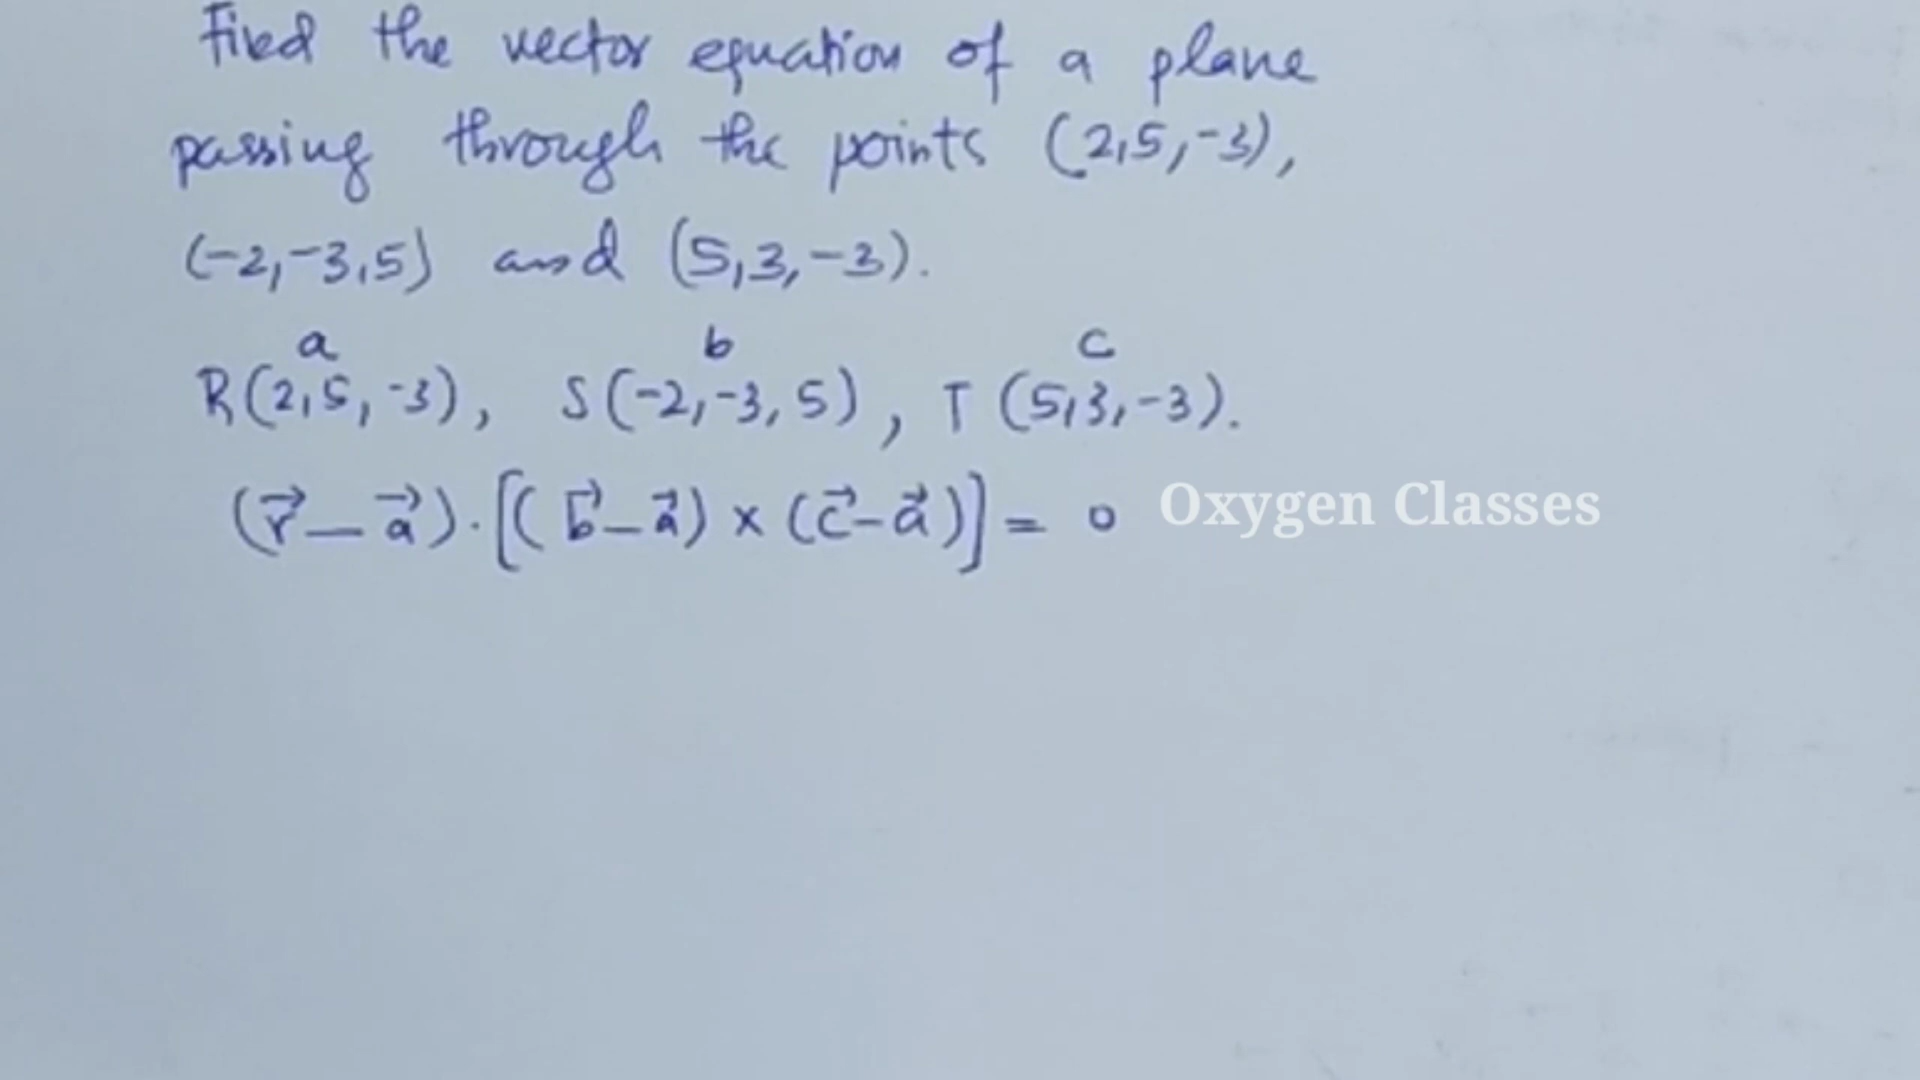 Find the vector equation of a plane
passing through the points (2,5,-3),
(-2,-3,5) and (5,3,-3).
a b c
R(2,5,-3), S(-2,-3,5), T(5,3,-3).
(r⃗ - a⃗).[(b⃗ - a⃗) × (c⃗ - a⃗)] = 0 Oxygen Classes